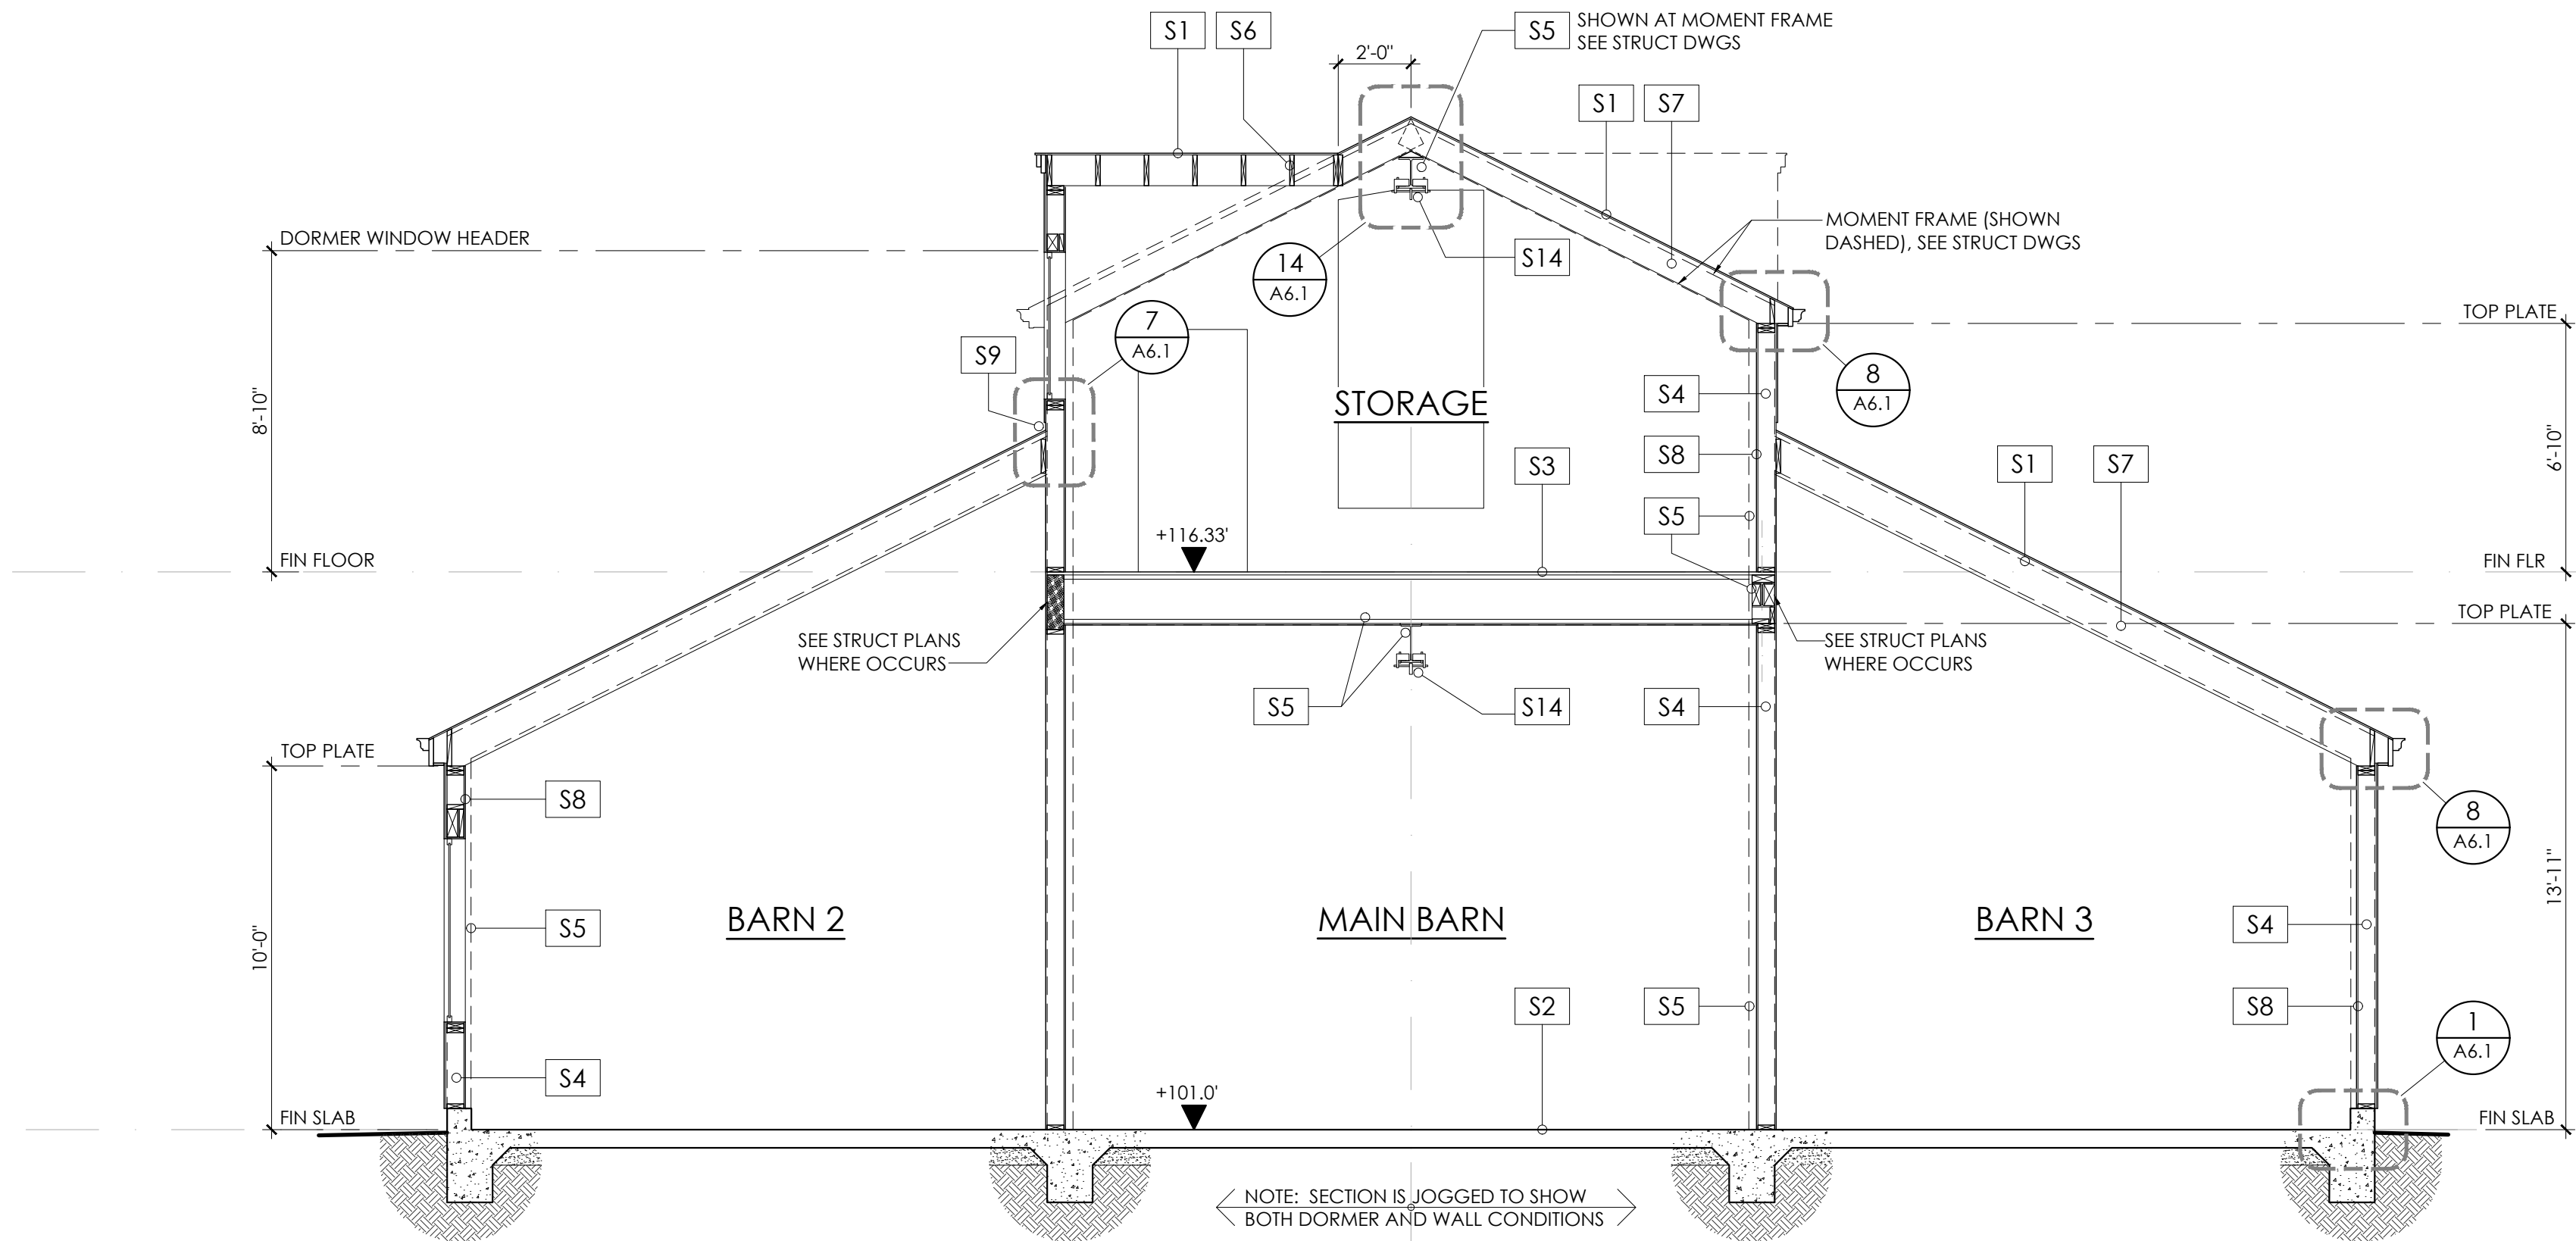 S1
S6
S5
SHOWN AT MOMENT FRAME
SEE STRUCT DWGS
2'-0"
S1
S7
DORMER WINDOW HEADER
MOMENT FRAME (SHOWN
DASHED), SEE STRUCT DWGS
14
A6.1
S14
7
A6.1
TOP PLATE
S9
8
A6.1
S4
STORAGE
8'-10"
6'-10"
S8
S3
S1
S7
S5
+116.33'
FIN FLOOR
FIN FLR
TOP PLATE
SEE STRUCT PLANS
WHERE OCCURS
SEE STRUCT PLANS
WHERE OCCURS
S5
S14
S4
TOP PLATE
S8
8
A6.1
13'-11"
BARN 2
MAIN BARN
BARN 3
S5
S4
10'-0"
S2
S5
S8
1
A6.1
S4
+101.0'
FIN SLAB
FIN SLAB
NOTE: SECTION IS JOGGED TO SHOW
BOTH DORMER AND WALL CONDITIONS